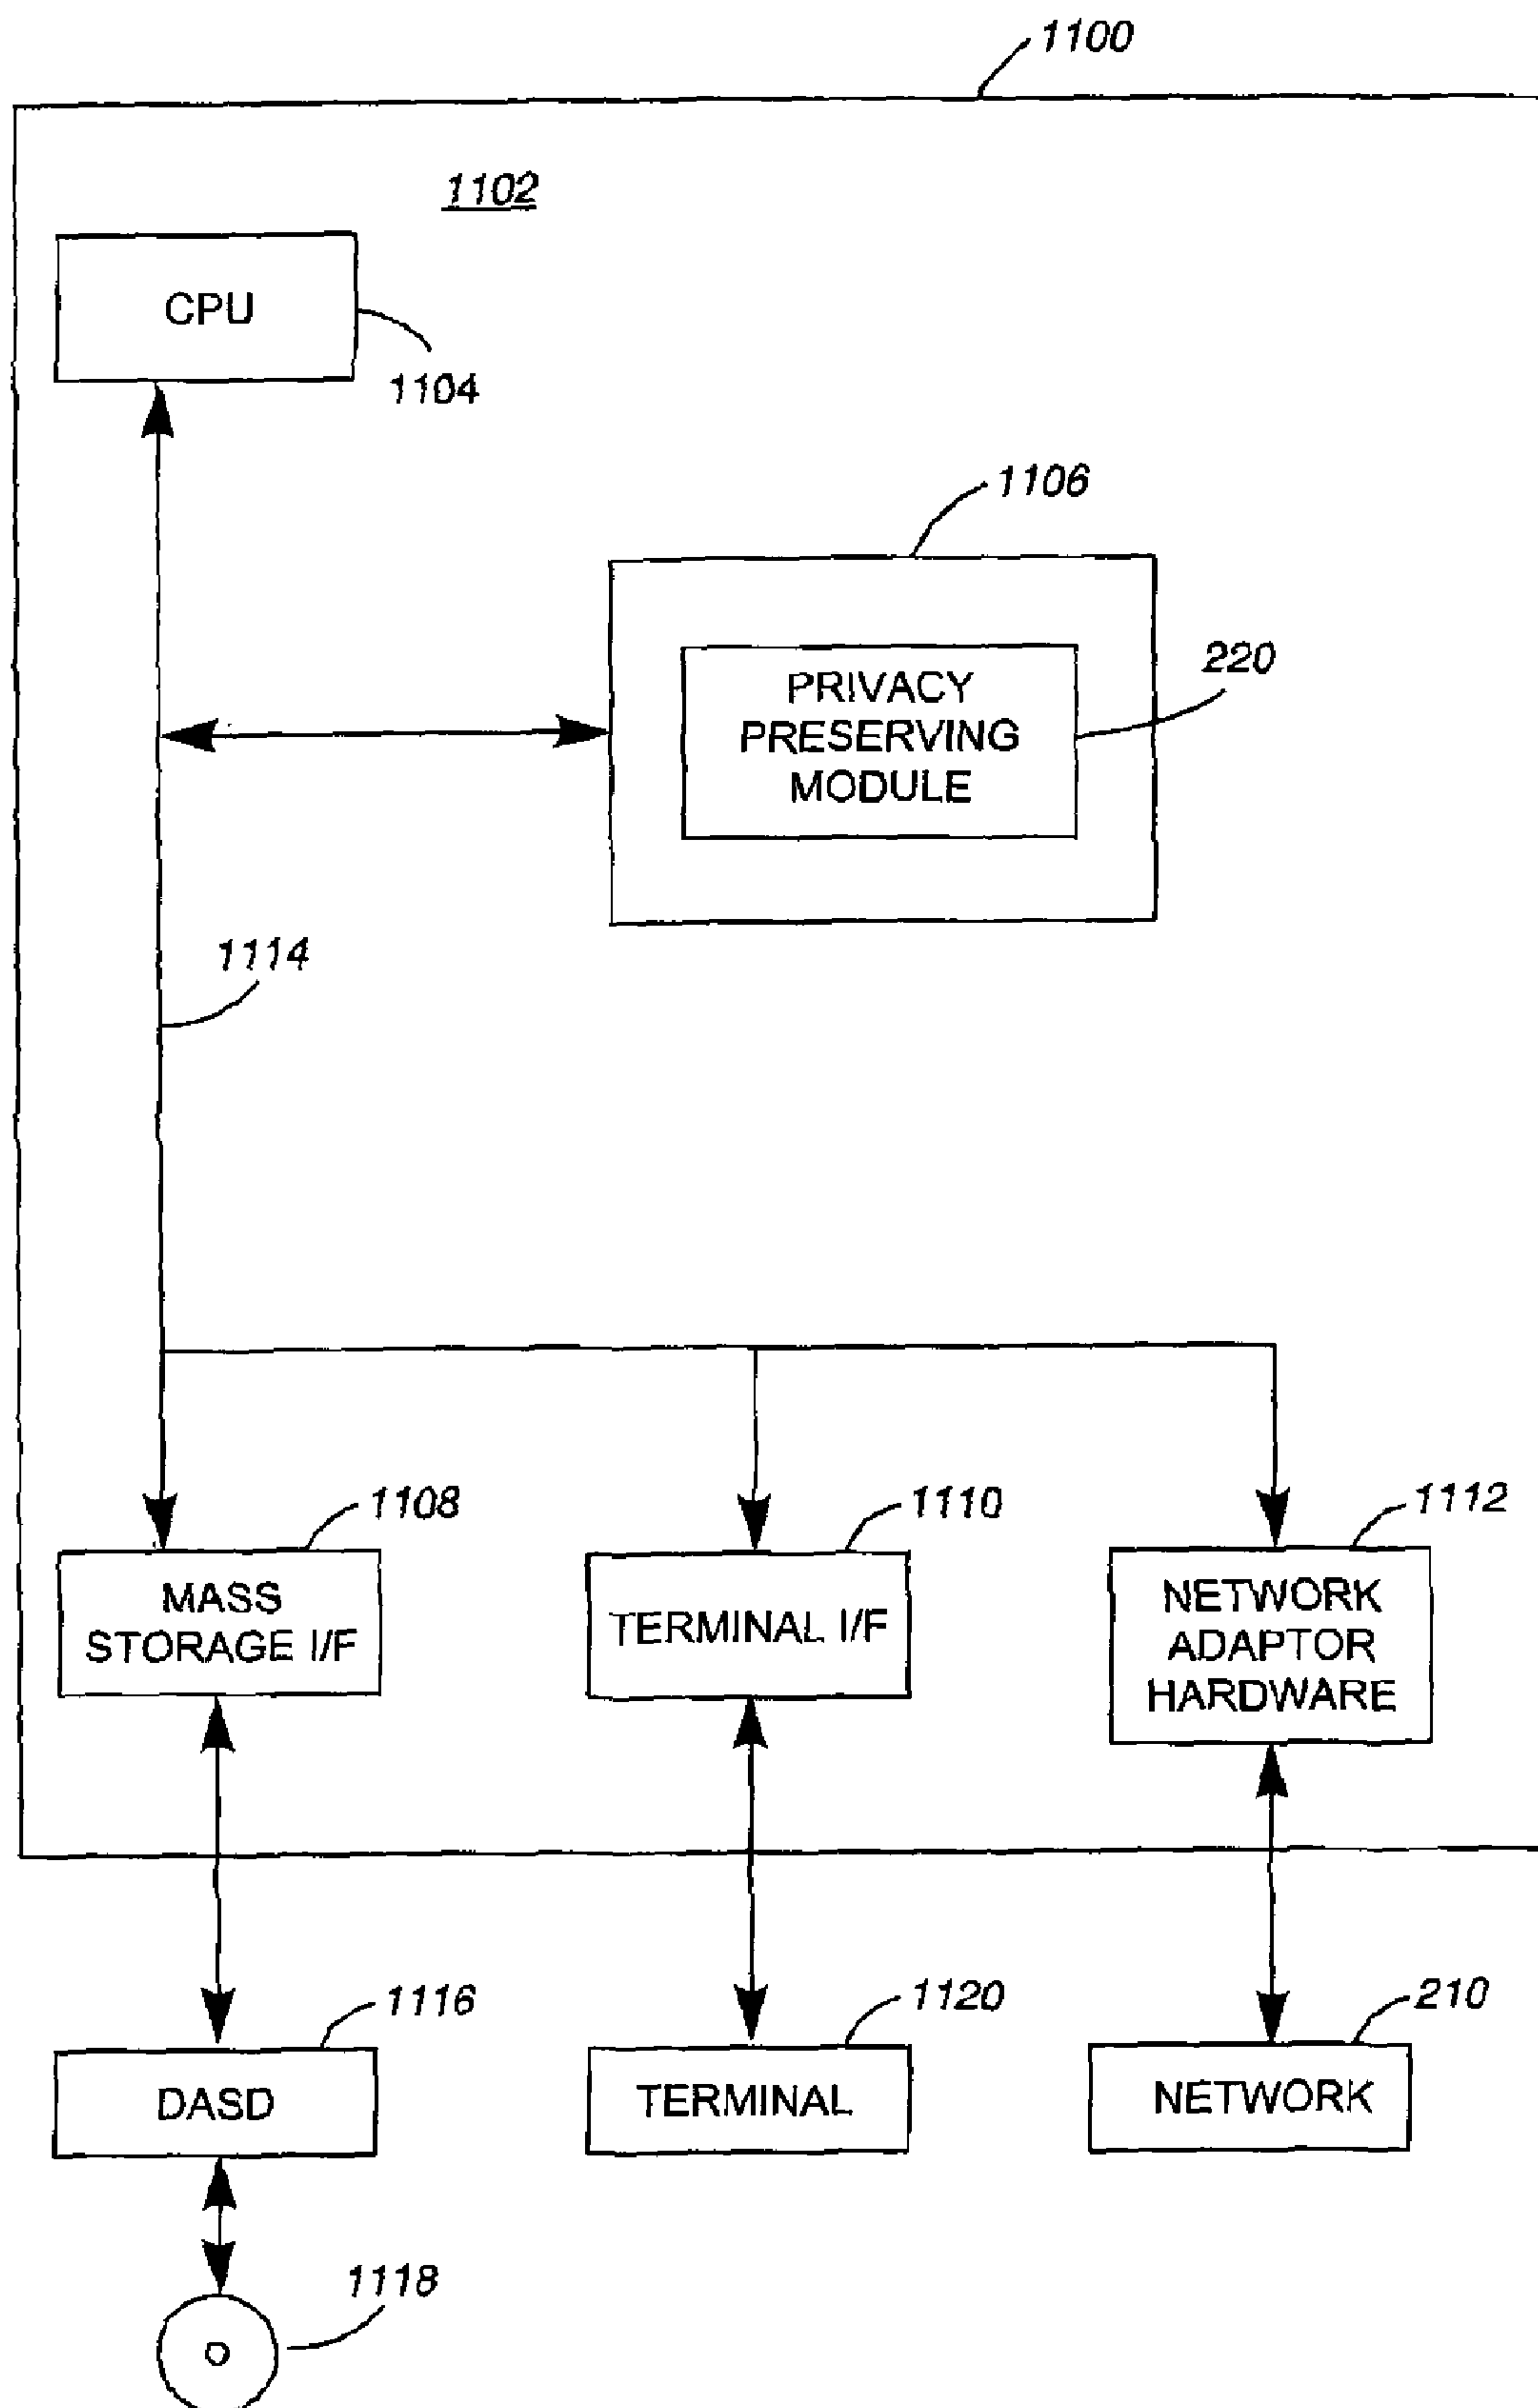 1100
1102
CPU
1104
1106
220
PRIVACY
PRESERVING
MODULE
1114
1108
1110
1112
MASS
STORAGE I/F
TERMINAL I/F
NETWORK
ADAPTOR
HARDWARE
1116
1120
210
DASD
TERMINAL
NETWORK
1118